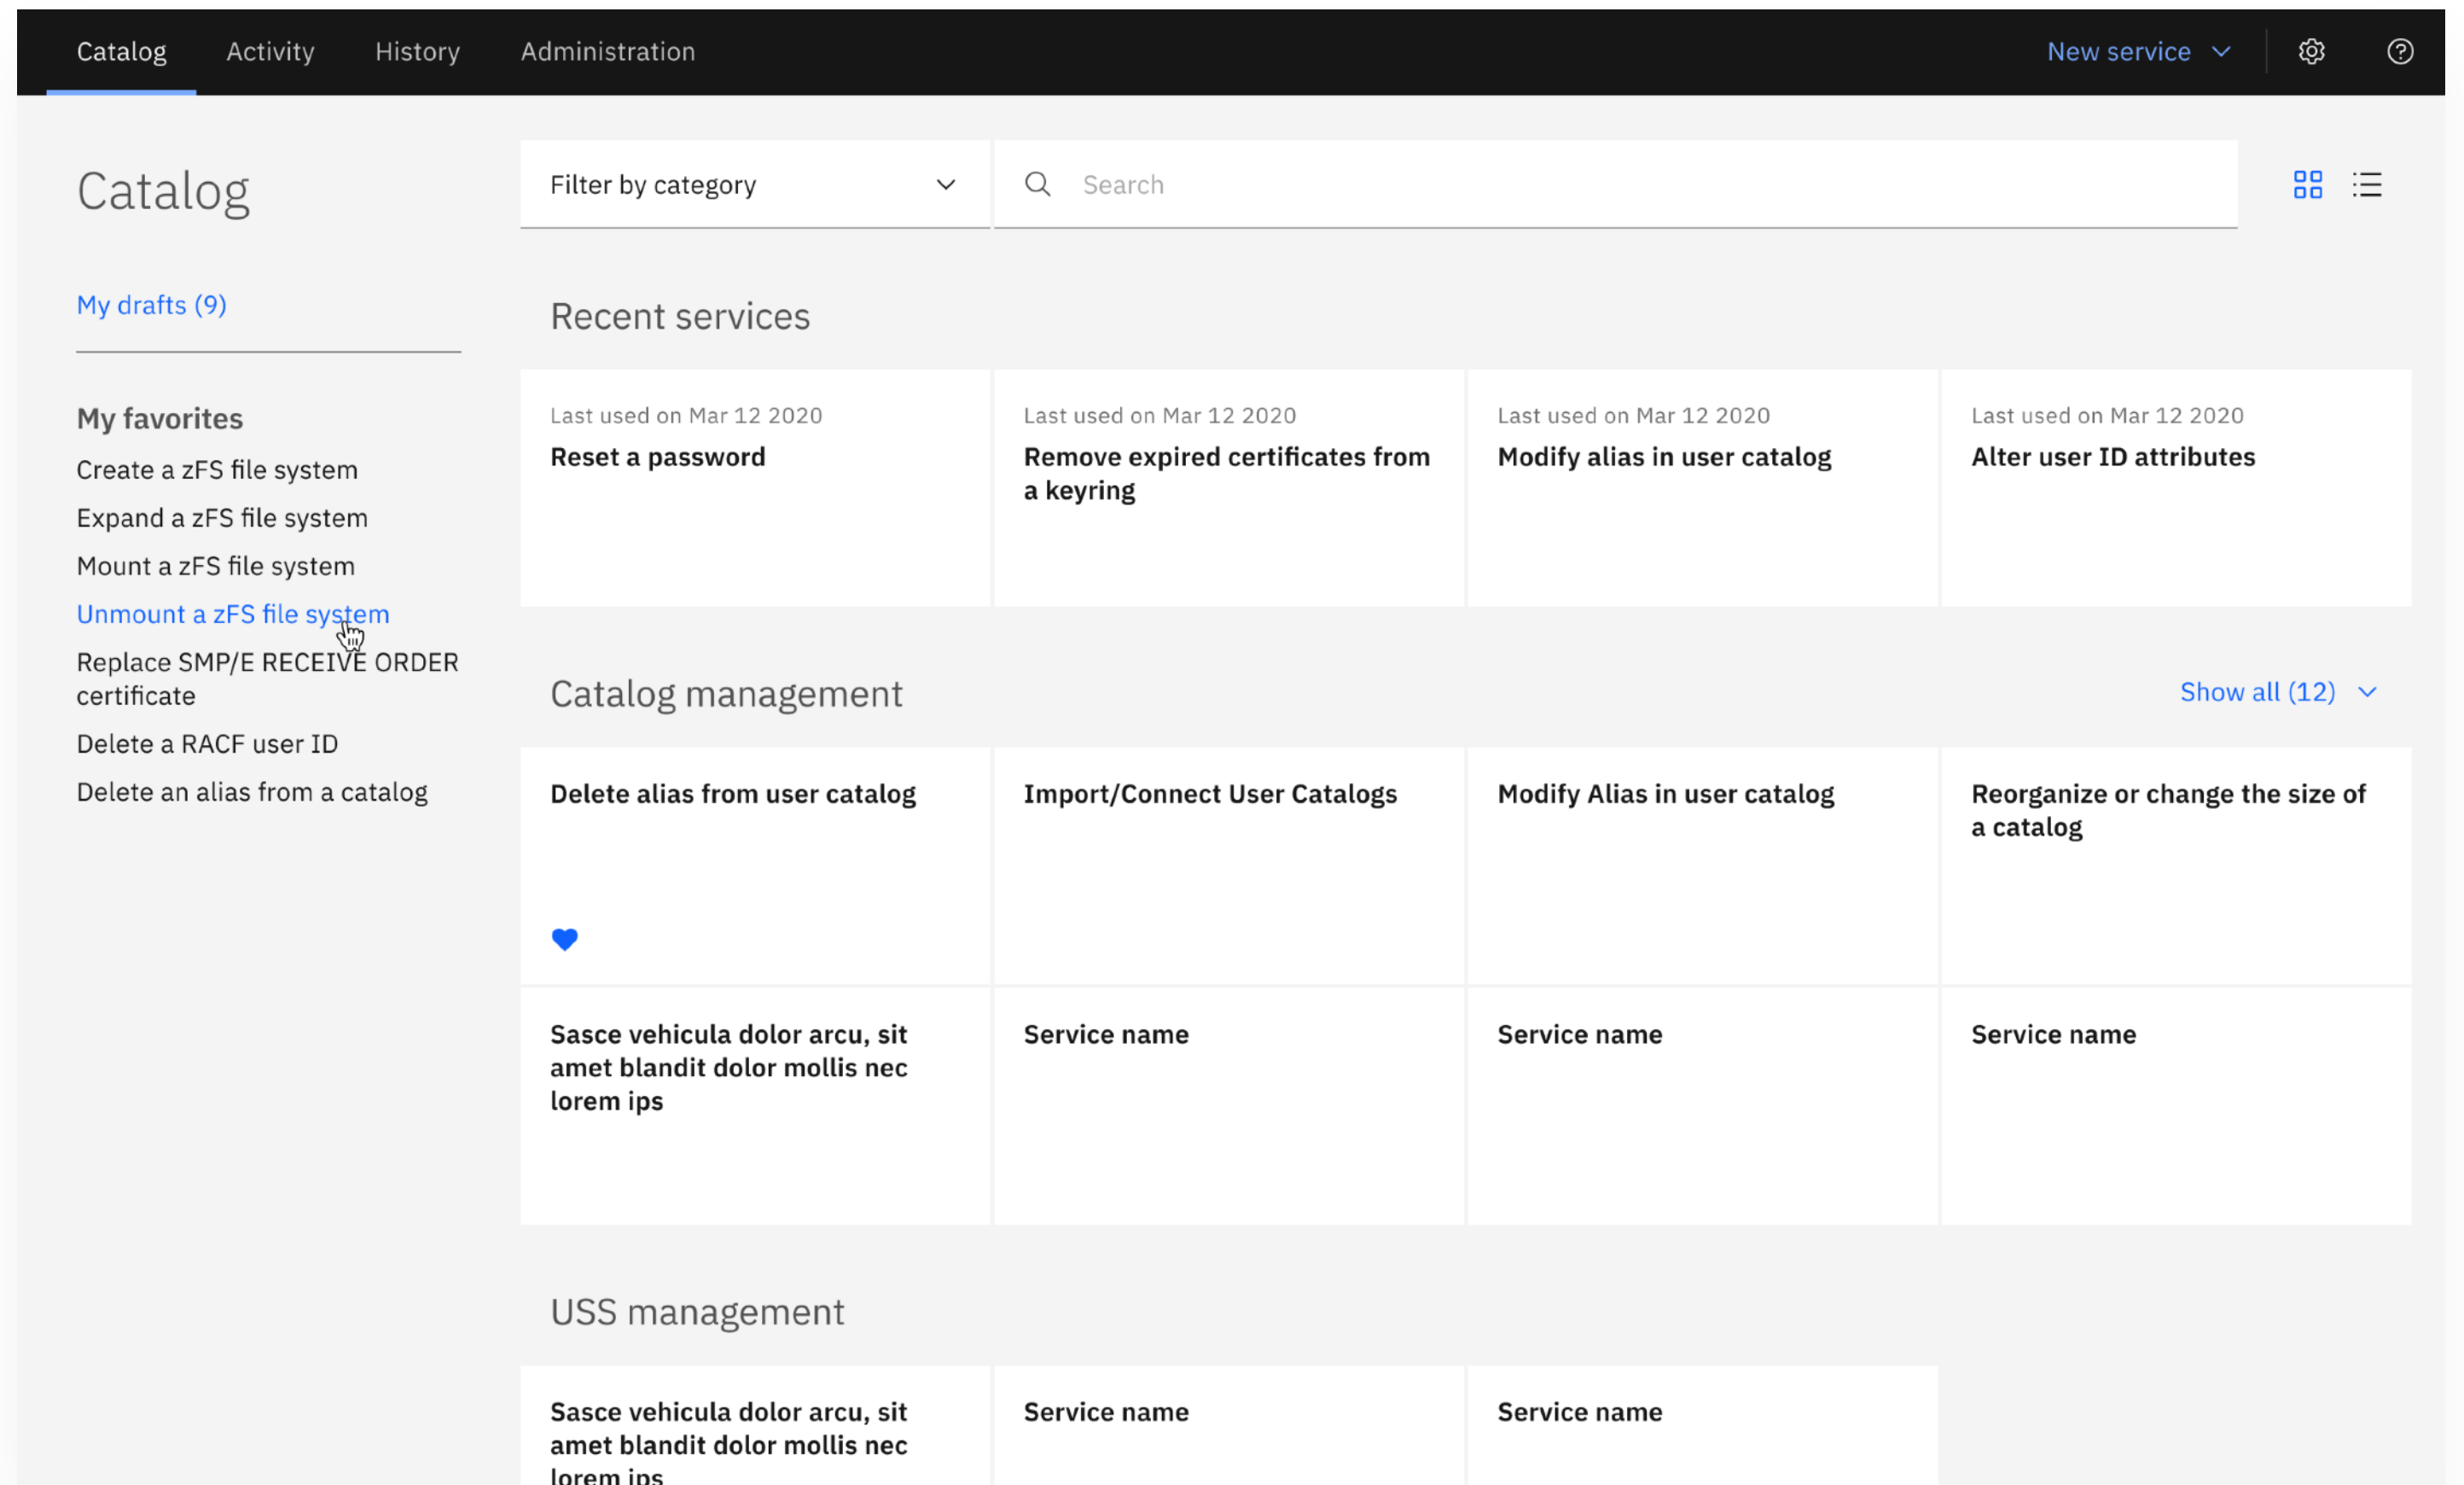 Catalog
Activity
History
Administration
New service
Catalog
Filter by category
Search
My drafts (9)
My favorites
Create a zFS file system
Expand a zFS file system
Mount a zFS file system
Unmount a zFS file system
Replace SMP/E RECEIVE ORDER
certificate
Delete a RACF user ID
Delete an alias from a catalog
Recent services
Last used on Mar 12 2020
Reset a password
Last used on Mar 12 2020
Remove expired certificates from
a keyring
Last used on Mar 12 2020
Modify alias in user catalog
Last used on Mar 12 2020
Alter user ID attributes
Catalog management
Show all (12)
Delete alias from user catalog
Import/Connect User Catalogs
Modify Alias in user catalog
Reorganize or change the size of
a catalog
Sasce vehicula dolor arcu, sit
amet blandit dolor mollis nec
lorem ips
Service name
Service name
Service name
USS management
Sasce vehicula dolor arcu, sit
amet blandit dolor mollis nec
lorem ips
Service name
Service name